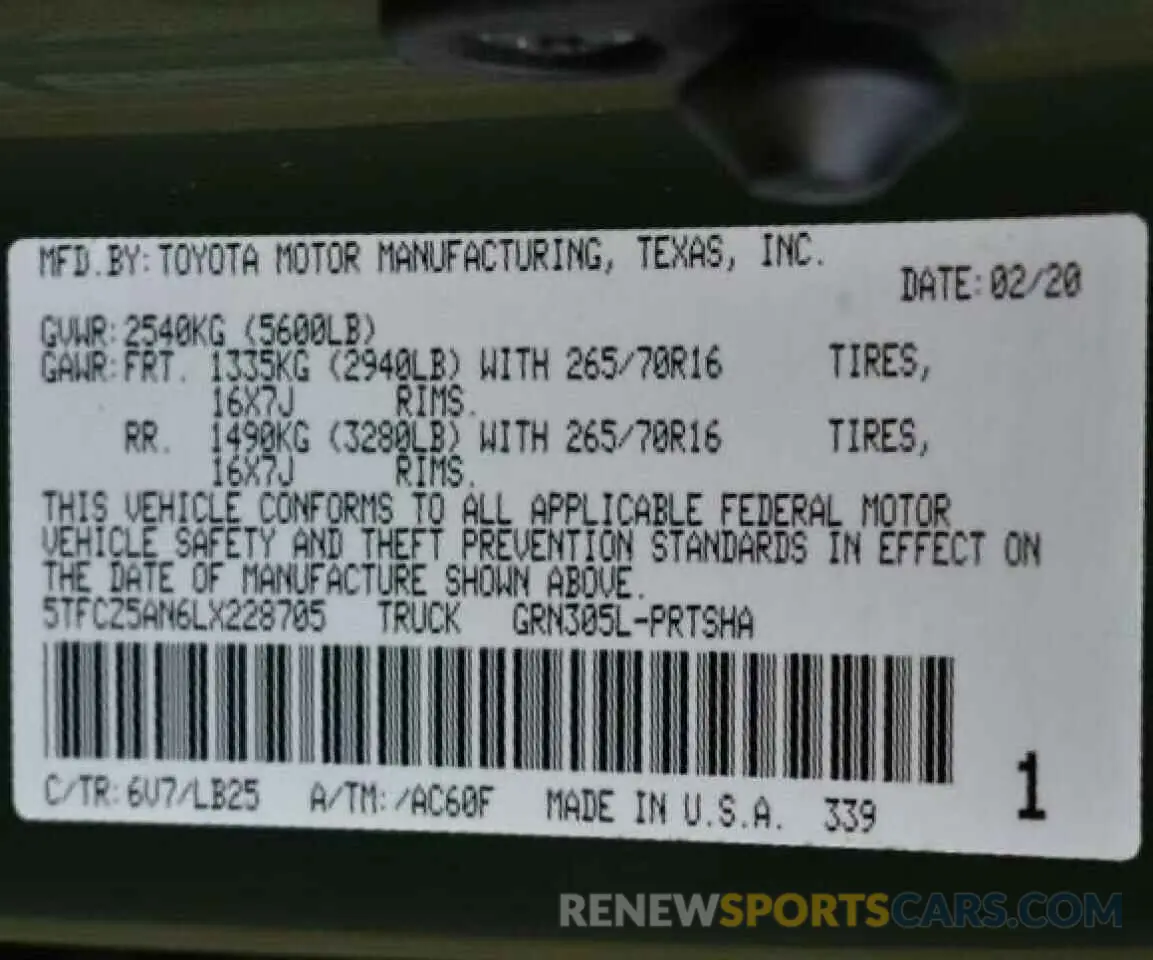 MFD.BY:TOYOTA MOTOR MANUFACTURING, TEXAS, INC.
DATE:02/20
GVWR:2540KG (5600LB)
GAWR:FRT. 1335KG (2940LB) WITH 265/70R16 TIRES,
16X7J RIMS.
RR. 1490KG (3280LB) WITH 265/70R16 TIRES,
16X7J RIMS.
THIS VEHICLE CONFORMS TO ALL APPLICABLE FEDERAL MOTOR
VEHICLE SAFETY AND THEFT PREVENTION STANDARDS IN EFFECT ON
THE DATE OF MANUFACTURE SHOWN ABOVE.
5TFCZ5AN6LX228705 TRUCK GRN305L-PRTSHA
1
C/TR:6V7/LB25 A/TM:/AC60F MADE IN U.S.A. 339
RENEWSPORTSCARS.COM